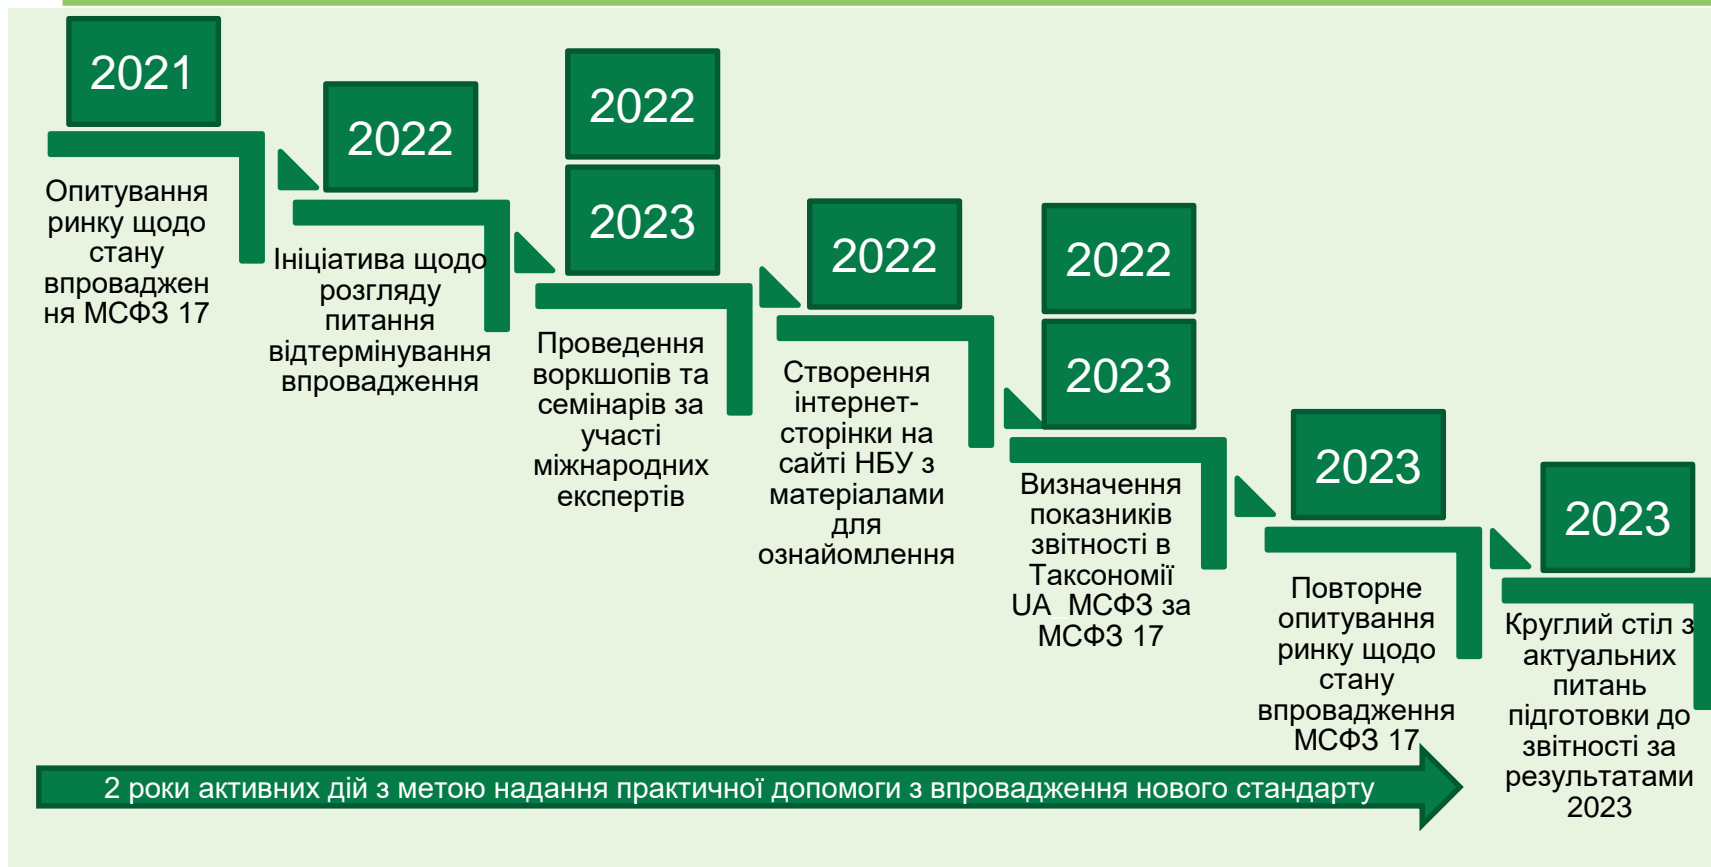 2021
Опитування
ринку щодо
стану
впроваджен
ня МСФЗ 17
2022
Ініціатива щодо
розгляду
питання
відтермінування
впровадження
2022
2023
Проведення
воркшопів та
семінарів за
участі
міжнародних
експертів
2022
Створення
інтернет-
сторінки на
сайті НБУ з
матеріалами
для
ознайомлення
2022
2023
Визначення
показників
звітності в
Таксономії
UA_МСФЗ за
МСФЗ 17
2023
Повторне
опитування
ринку щодо
стану
впровадження
МСФЗ 17
2023
Круглий стіл з
актуальних
питань
підготовки до
звітності за
результатами
2023
2 роки активних дій з метою надання практичної допомоги з впровадження нового стандарту